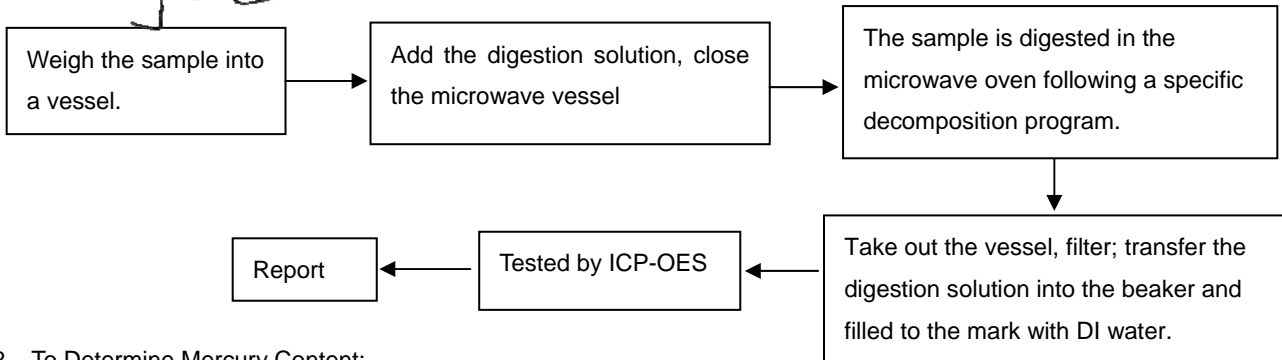 Weigh the sample into
a vessel.
Add the digestion solution, close
the microwave vessel
The sample is digested in the
microwave oven following a specific
decomposition program.
Take out the vessel, filter; transfer the
digestion solution into the beaker and
filled to the mark with DI water.
Tested by ICP-OES
Report
To Determine Mercury Content: